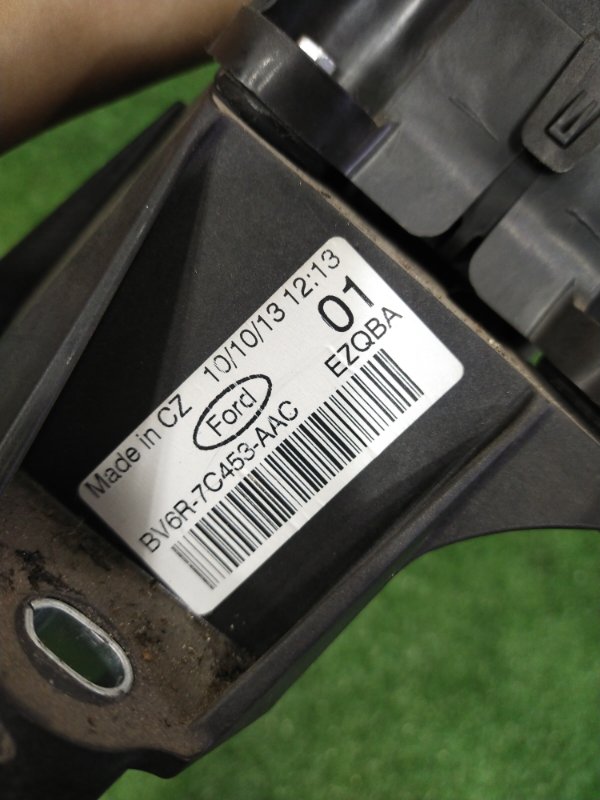 Made in CZ 10/10/13 12:13
Ford 01
BV6R-7C453-AAC EZQBA